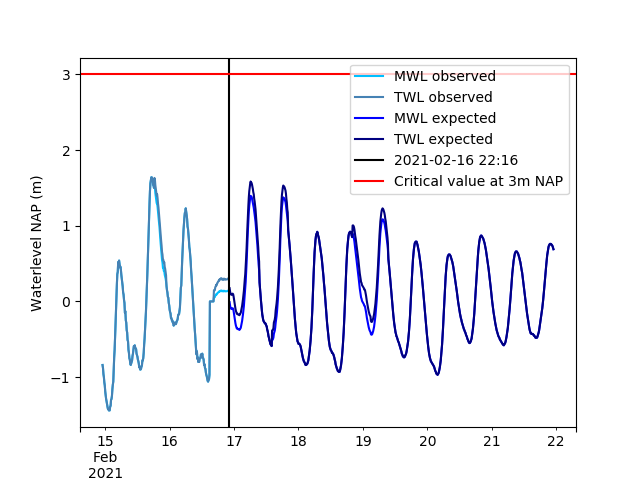 MWL observed
TWL observed
MWL expected
TWL expected
2021-02-16 22:16
Critical value at 3m NAP
Waterlevel NAP (m)
3
2
1
0
−1
15 16 17 18 19 20 21 22
Feb
2021